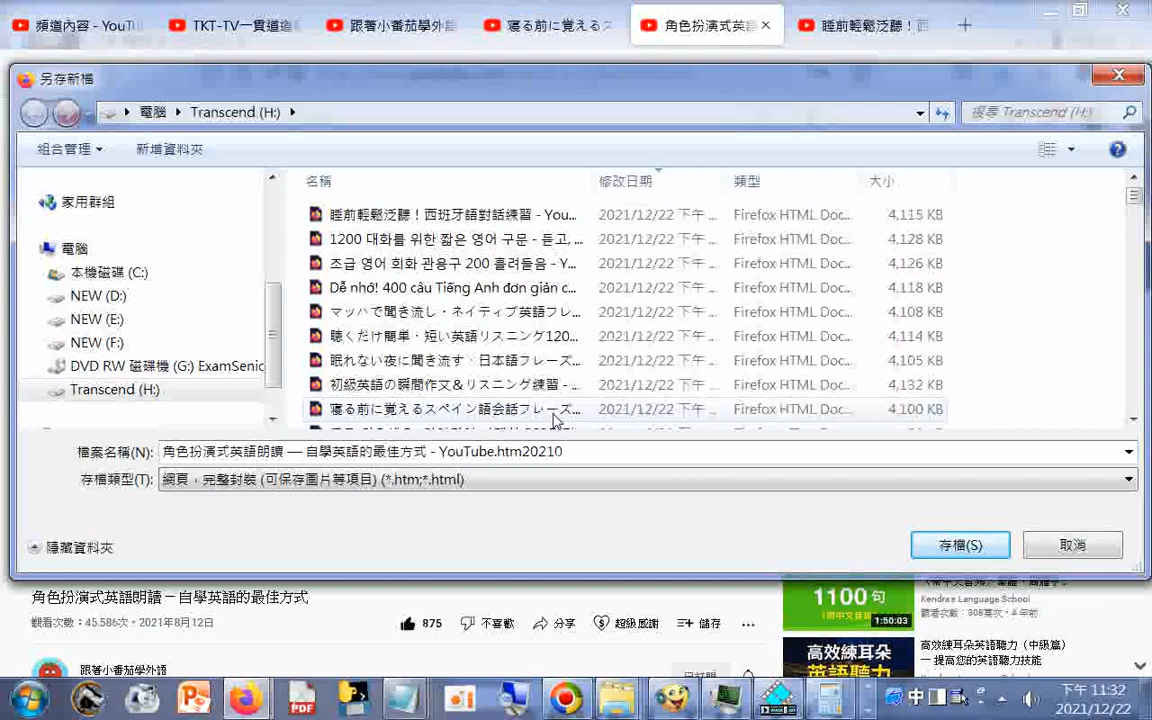 頻道內容 - YouTu
TKT-TV一貫道道
跟著小番茄學外語
寝る前に覚えるス
角色扮演式英語
睡前輕鬆泛聽！西
另存新檔
電腦 Transcend (H:)
搜尋 Transcend (H:)
組合管理
新增資料夾
名稱 修改日期 類型 大小
家用群組
電腦
本機磁碟 (C:)
NEW (D:)
NEW (E:)
NEW (F:)
DVD RW 磁碟機 (G:) ExamSenic
Transcend (H:)
睡前輕鬆泛聽！西班牙語對話練習 - You... 2021/12/22 下午 ... Firefox HTML Doc... 4,115 KB
1200 대화를 위한 짧은 영어 구문 - 듣고, ... 2021/12/22 下午 ... Firefox HTML Doc... 4,128 KB
초급 영어 회화 관용구 200 흘려들음 - Y... 2021/12/22 下午 ... Firefox HTML Doc... 4,126 KB
Dễ nhớ! 400 câu Tiếng Anh đơn giản c... 2021/12/22 下午 ... Firefox HTML Doc... 4,118 KB
マッハで聞き流し・ネイティブ英語フレ... 2021/12/22 下午 ... Firefox HTML Doc... 4,108 KB
聴くだけ簡単・短い英語リスニング120... 2021/12/22 下午 ... Firefox HTML Doc... 4,114 KB
眠れない夜に聞き流す・日本語フレーズ... 2021/12/22 下午 ... Firefox HTML Doc... 4,105 KB
初級英語の瞬間作文＆リスニング練習 - ... 2021/12/22 下午 ... Firefox HTML Doc... 4,132 KB
寝る前に覚えるスペイン語会話フレーズ... 2021/12/22 下午 ... Firefox HTML Doc... 4,100 KB
檔案名稱(N): 角色扮演式英語朗讀 — 自學英語的最佳方式 - YouTube.htm20210
存檔類型(T): 網頁，完整封裝 (可保存圖片等項目) (*.htm;*.html)
隱藏資料夾
存檔(S)
取消
角色扮演式英語朗讀 – 自學英語的最佳方式
觀看次數：45,586次・2021年8月12日
875 不喜歡 分享 超級感謝 儲存 ...
跟著小番茄學外語
1100 句
1:50:03
Kendra's Language School
觀看次數：308萬次・4 年前
高效練耳朵
英語聽力
高效練耳朵英語聽力（中級篇）
一 提高您的英語聽力技能
中
下午 11:32
2021/12/22